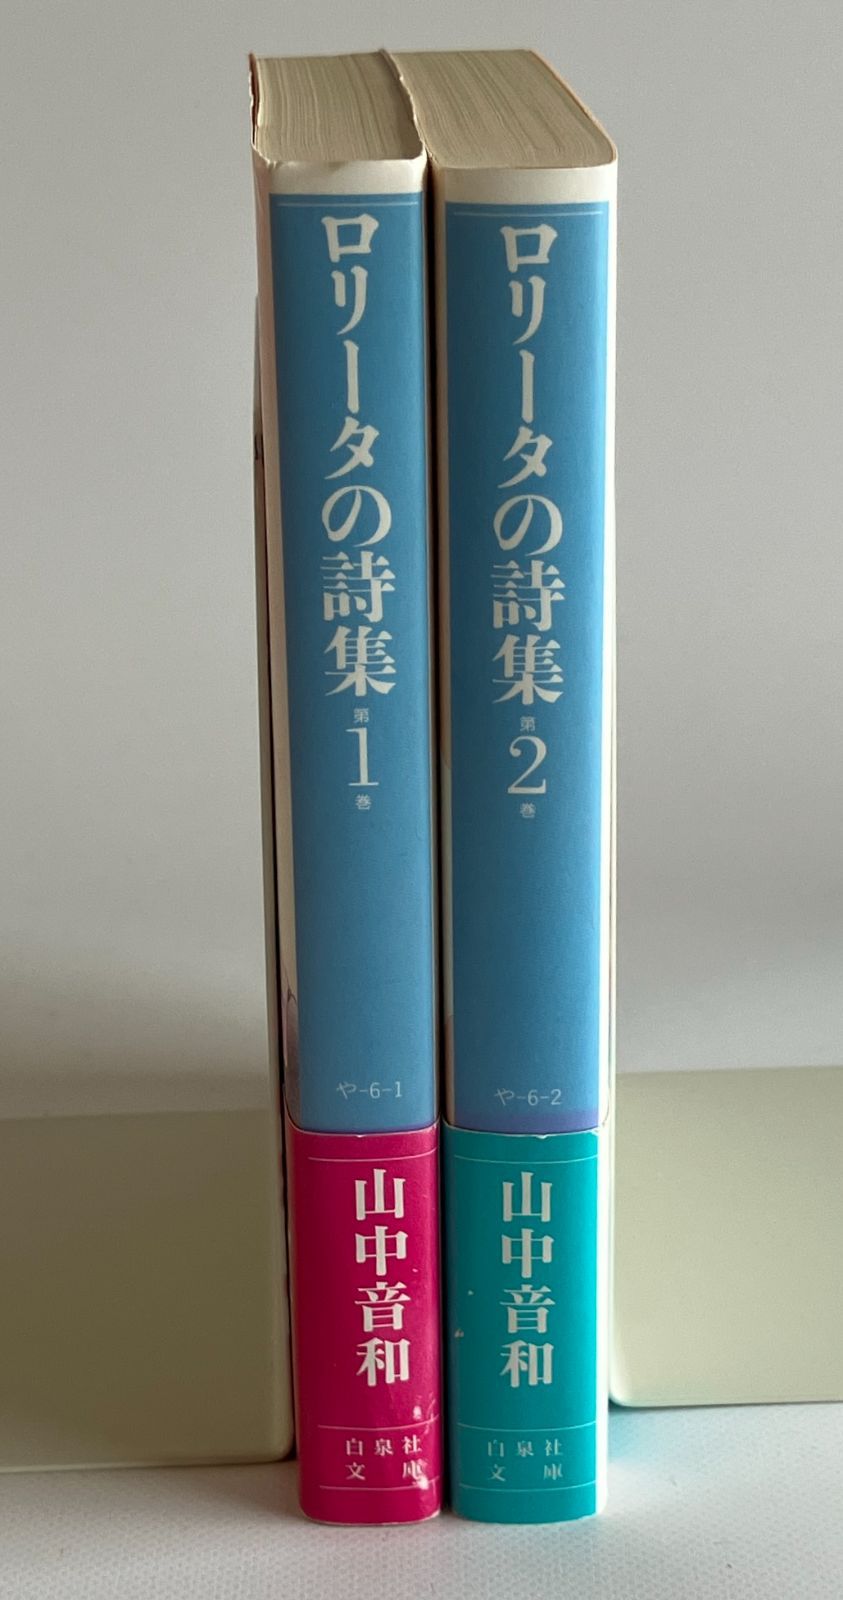 ロリータの詩集
第
1
巻
や-6-1
山中音和
白泉社
文庫
ロリータの詩集
第
2
巻
や-6-2
山中音和
白泉社
文庫